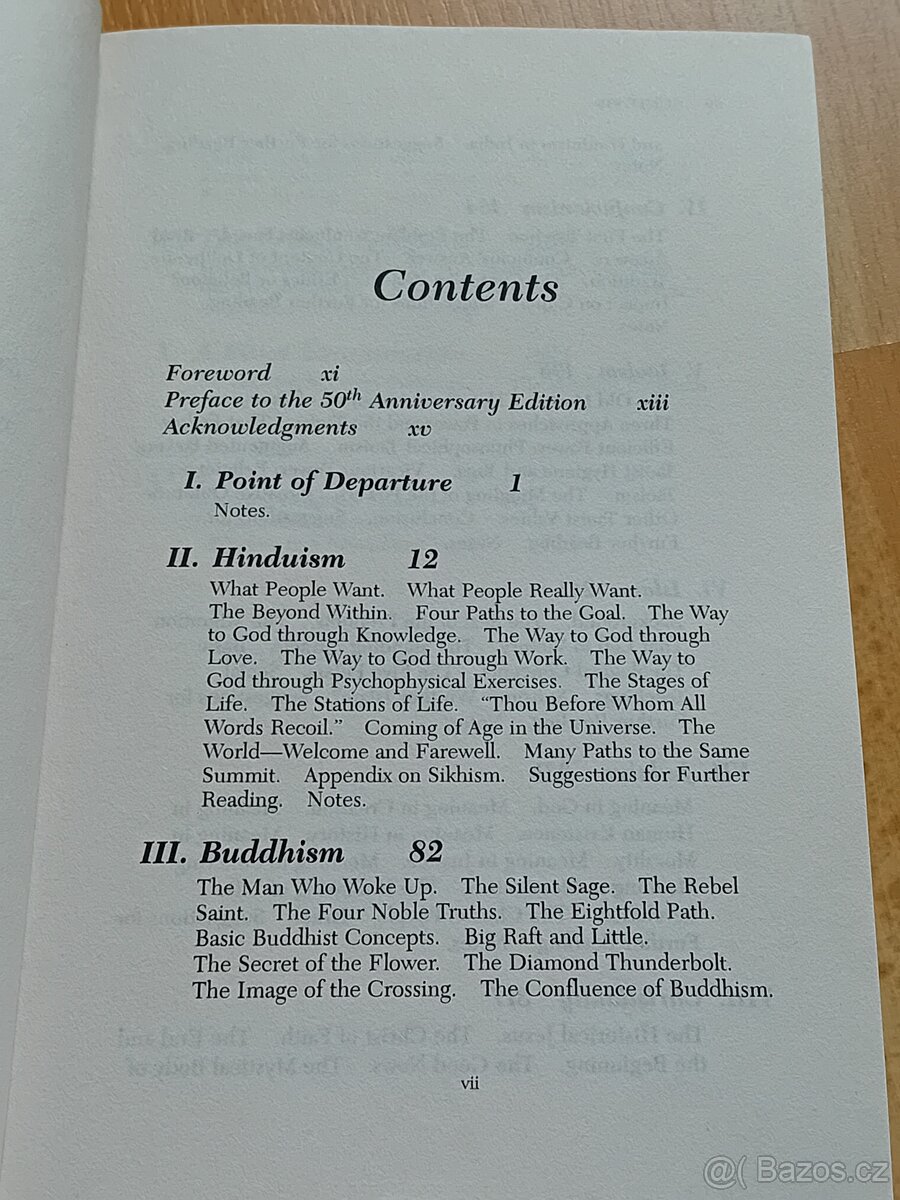 Contents
Foreword xi
Preface to the 50th Anniversary Edition xiii
Acknowledgments xv
I. Point of Departure 1
Notes.
II. Hinduism 12
What People Want. What People Really Want.
The Beyond Within. Four Paths to the Goal. The Way
to God through Knowledge. The Way to God through
Love. The Way to God through Work. The Way to
God through Psychophysical Exercises. The Stages of
Life. The Stations of Life. “Thou Before Whom All
Words Recoil.” Coming of Age in the Universe. The
World—Welcome and Farewell. Many Paths to the Same
Summit. Appendix on Sikhism. Suggestions for Further
Reading. Notes.
III. Buddhism 82
The Man Who Woke Up. The Silent Sage. The Rebel
Saint. The Four Noble Truths. The Eightfold Path.
Basic Buddhist Concepts. Big Raft and Little.
The Secret of the Flower. The Diamond Thunderbolt.
The Image of the Crossing. The Confluence of Buddhism.
vii
@( Bazos.cz